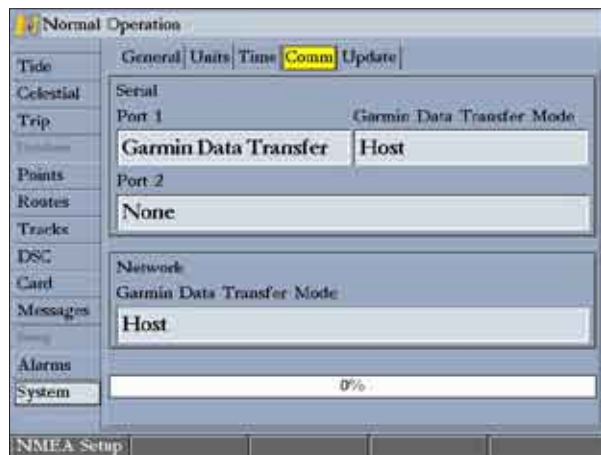 Normal Operation
General Units Time Comm Update
Tide
Celestial
Trip
Points
Routes
Tracks
DSC
Card
Messages
Alarms
System
Serial
Port 1
Garmin Data Transfer Mode
Garmin Data Transfer
Host
Port 2
None
Network
Garmin Data Transfer Mode
Host
0%
NMEA Setup